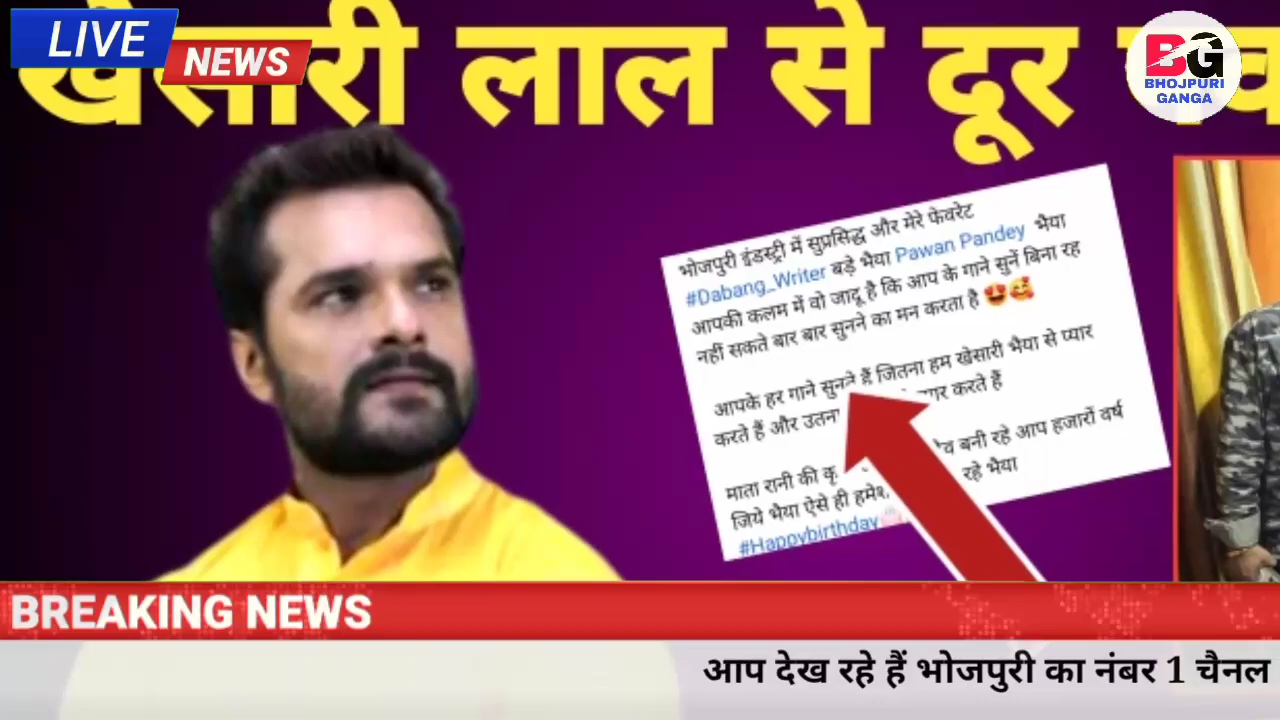 LIVE
NEWS
खेसारी लाल से दूर
BG
BHOJPURI
GANGA
भोजपुरी इंडस्ट्री में सुप्रसिद्ध और मेरे फेवरेट
#Dabang_Writer बड़े भैया Pawan Pandey भैया
आपकी कलम में वो जादू है कि आप के गाने सुनें बिना रह
नहीं सकते बार बार सुनने का मन करता है 😍🥰
आपके हर गाने सुनते हैं जितना हम खेसारी भैया से प्यार
करते हैं और करते हैं
माता रानी की बनी रहे आप हजारों वर्ष
जिये भैया ऐसे ही रहे भैया
#Happybirthday
BREAKING NEWS
आप देख रहे हैं भोजपुरी का नंबर 1 चैनल